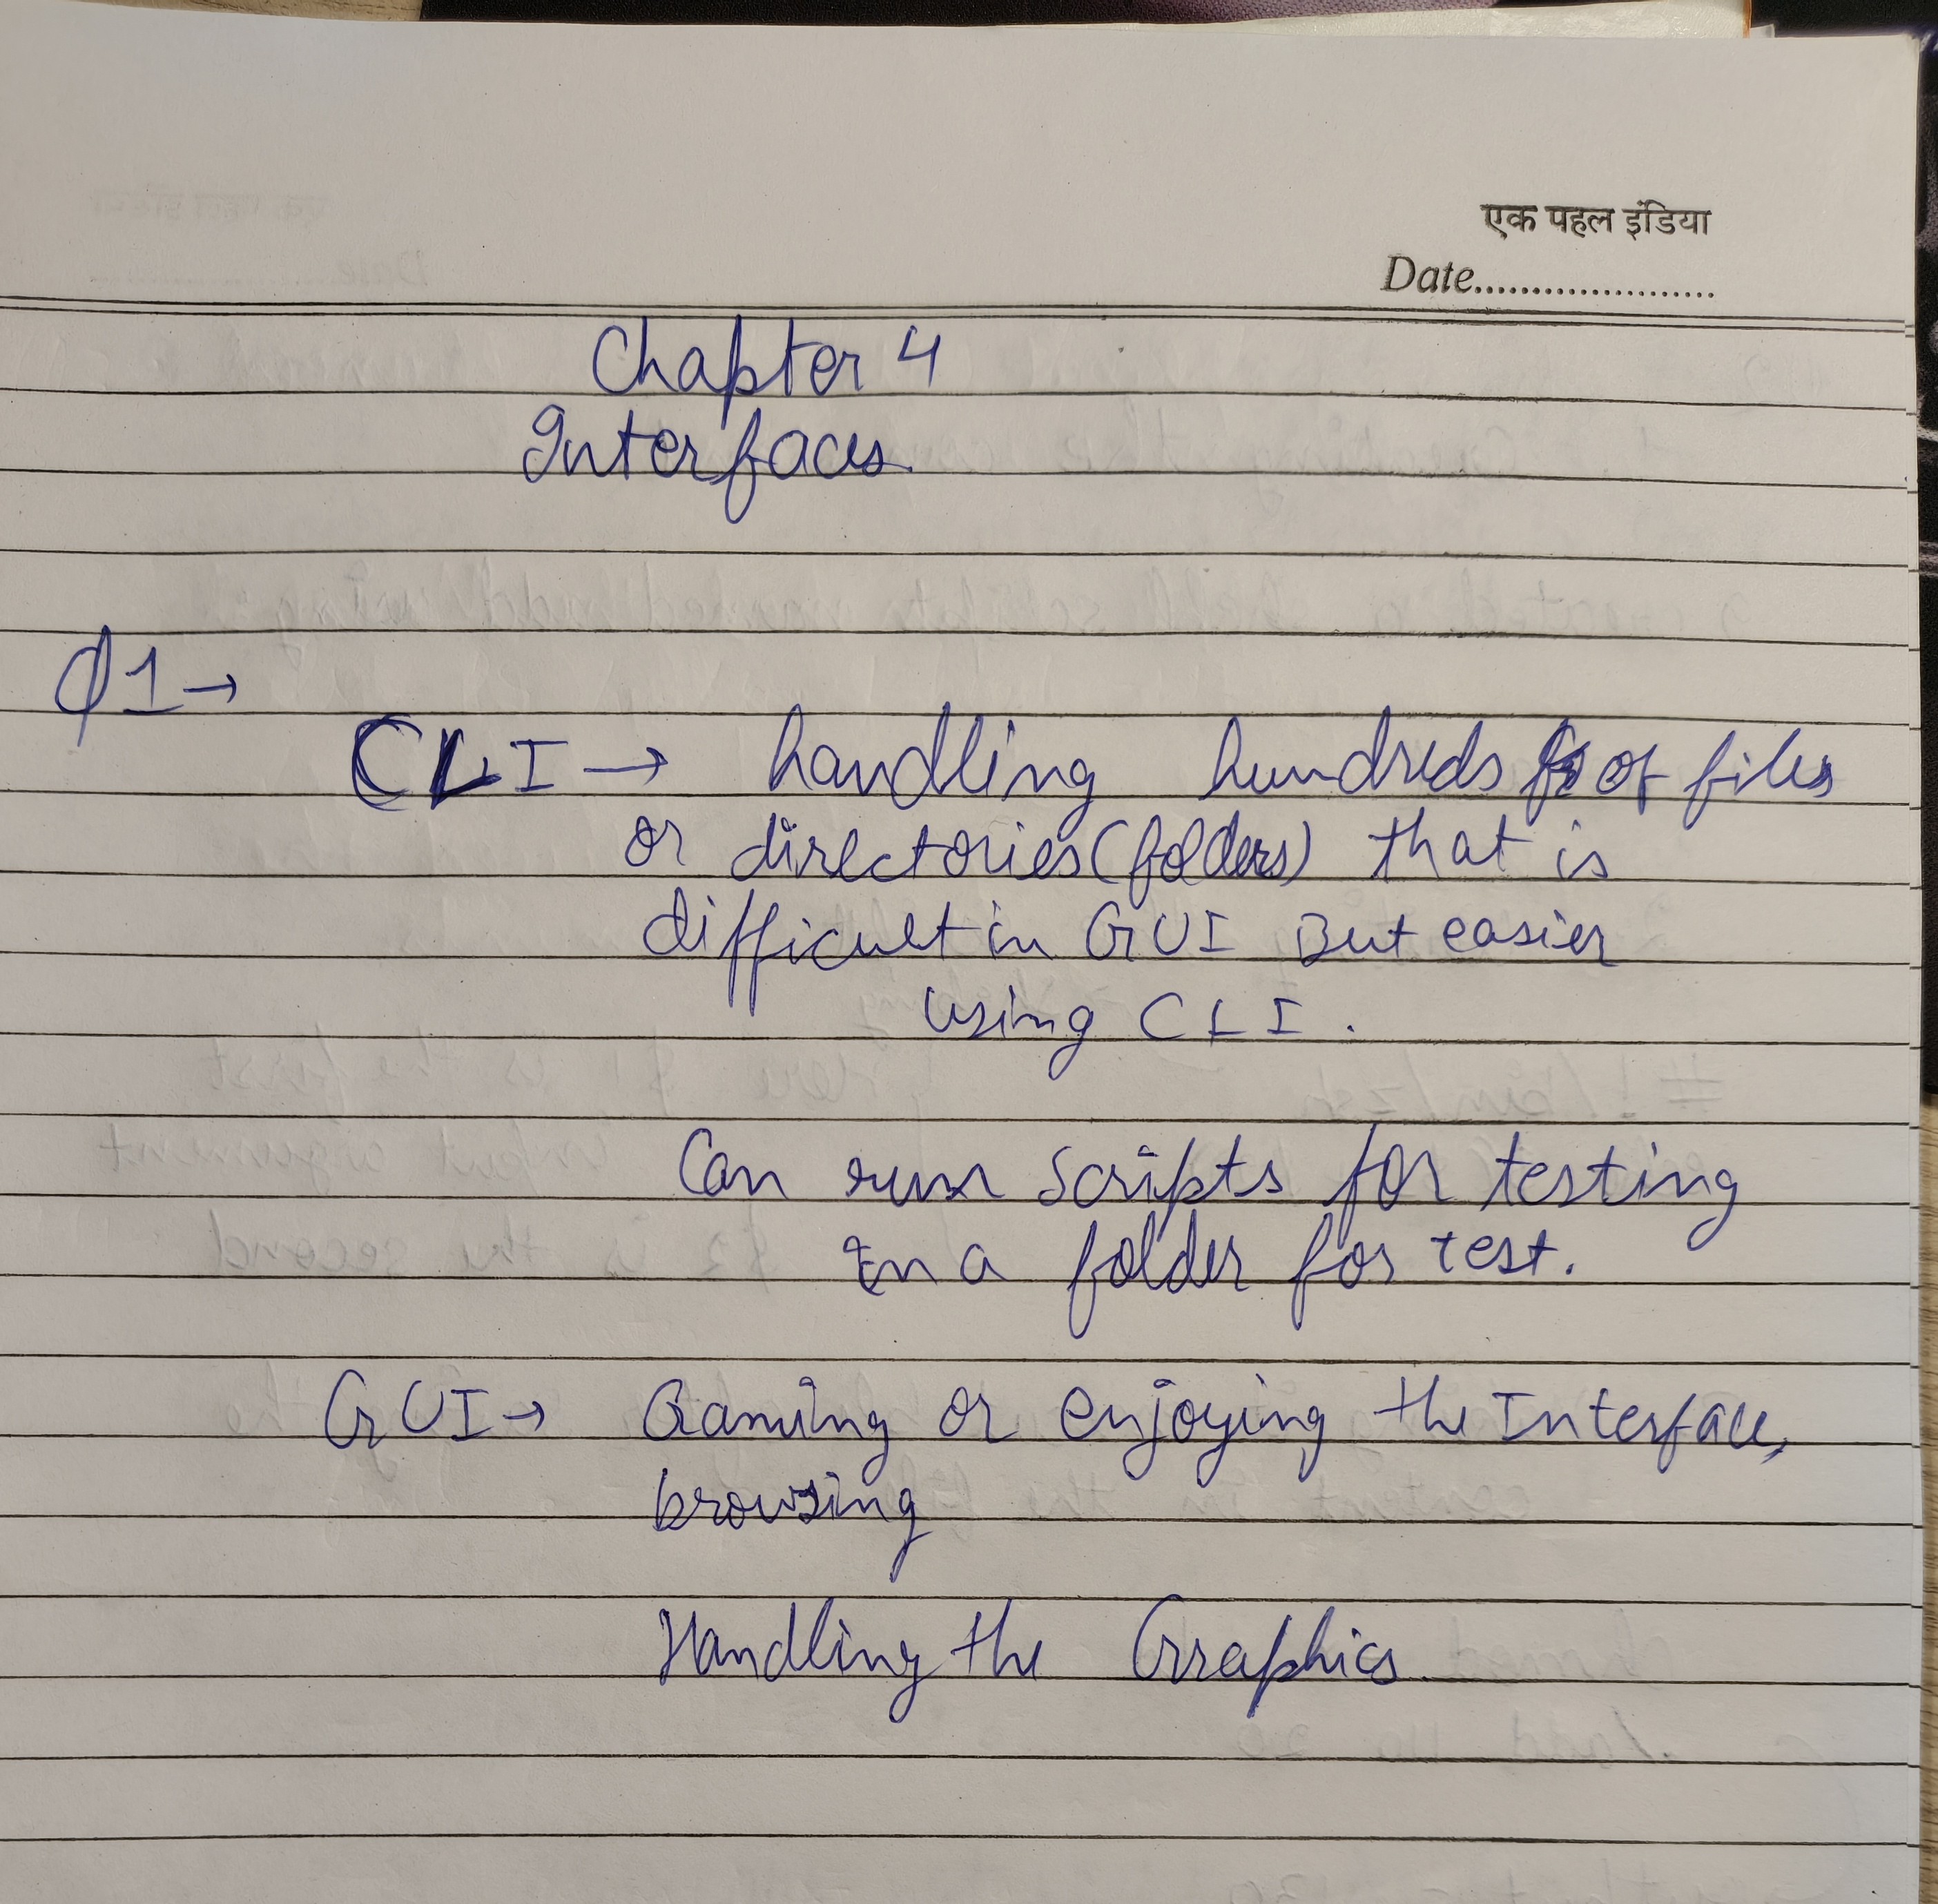 एक पहल इंडिया
Date.....................
Chapter 4
Interfaces
Q1→
CLI → handling hundreds of files
or directories (folders) that is
difficult in GUI But easier
using CLI.
Can run scripts for testing
in a folder for test.
GUI → Gaming or enjoying the Interface,
browsing
Handling the Graphics